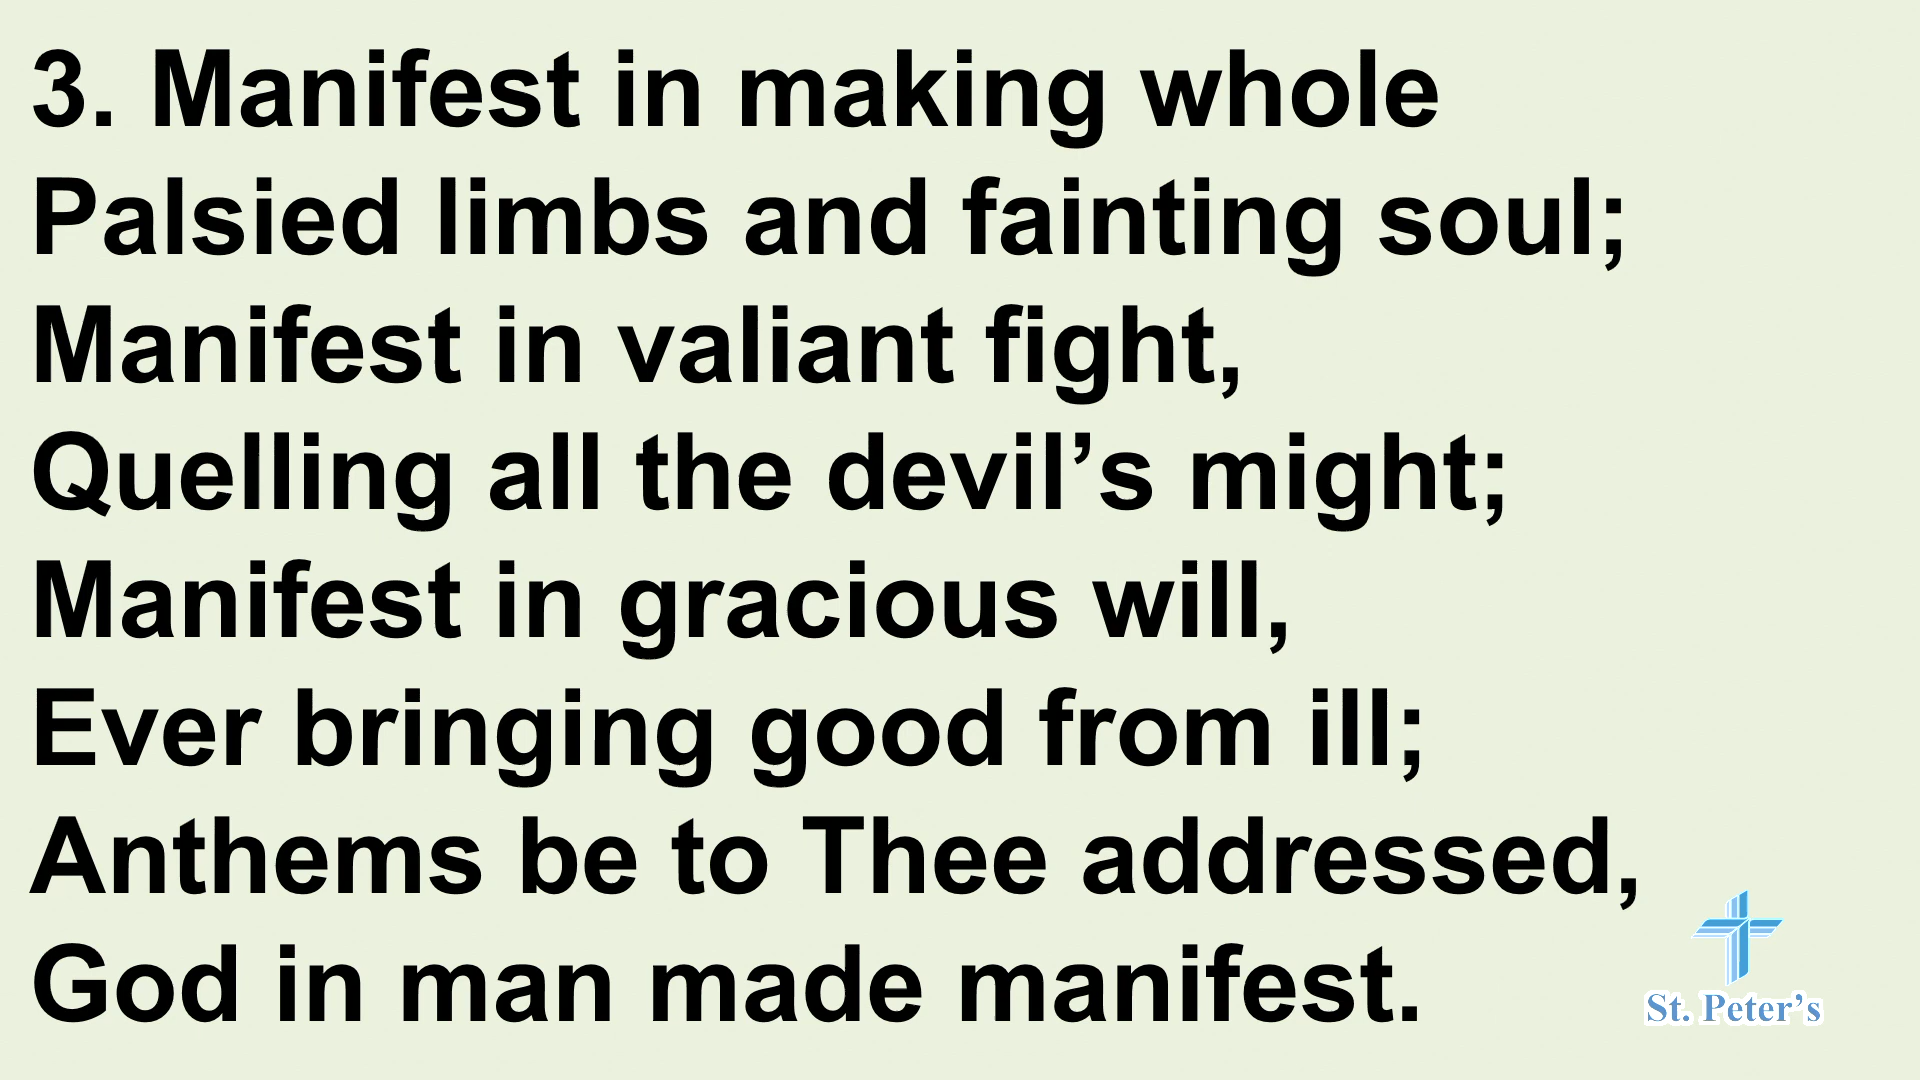 3. Manifest in making whole
Palsied limbs and fainting soul;
Manifest in valiant fight,
Quelling all the devil’s might;
Manifest in gracious will,
Ever bringing good from ill;
Anthems be to Thee addressed,
God in man made manifest.
St. Peter’s